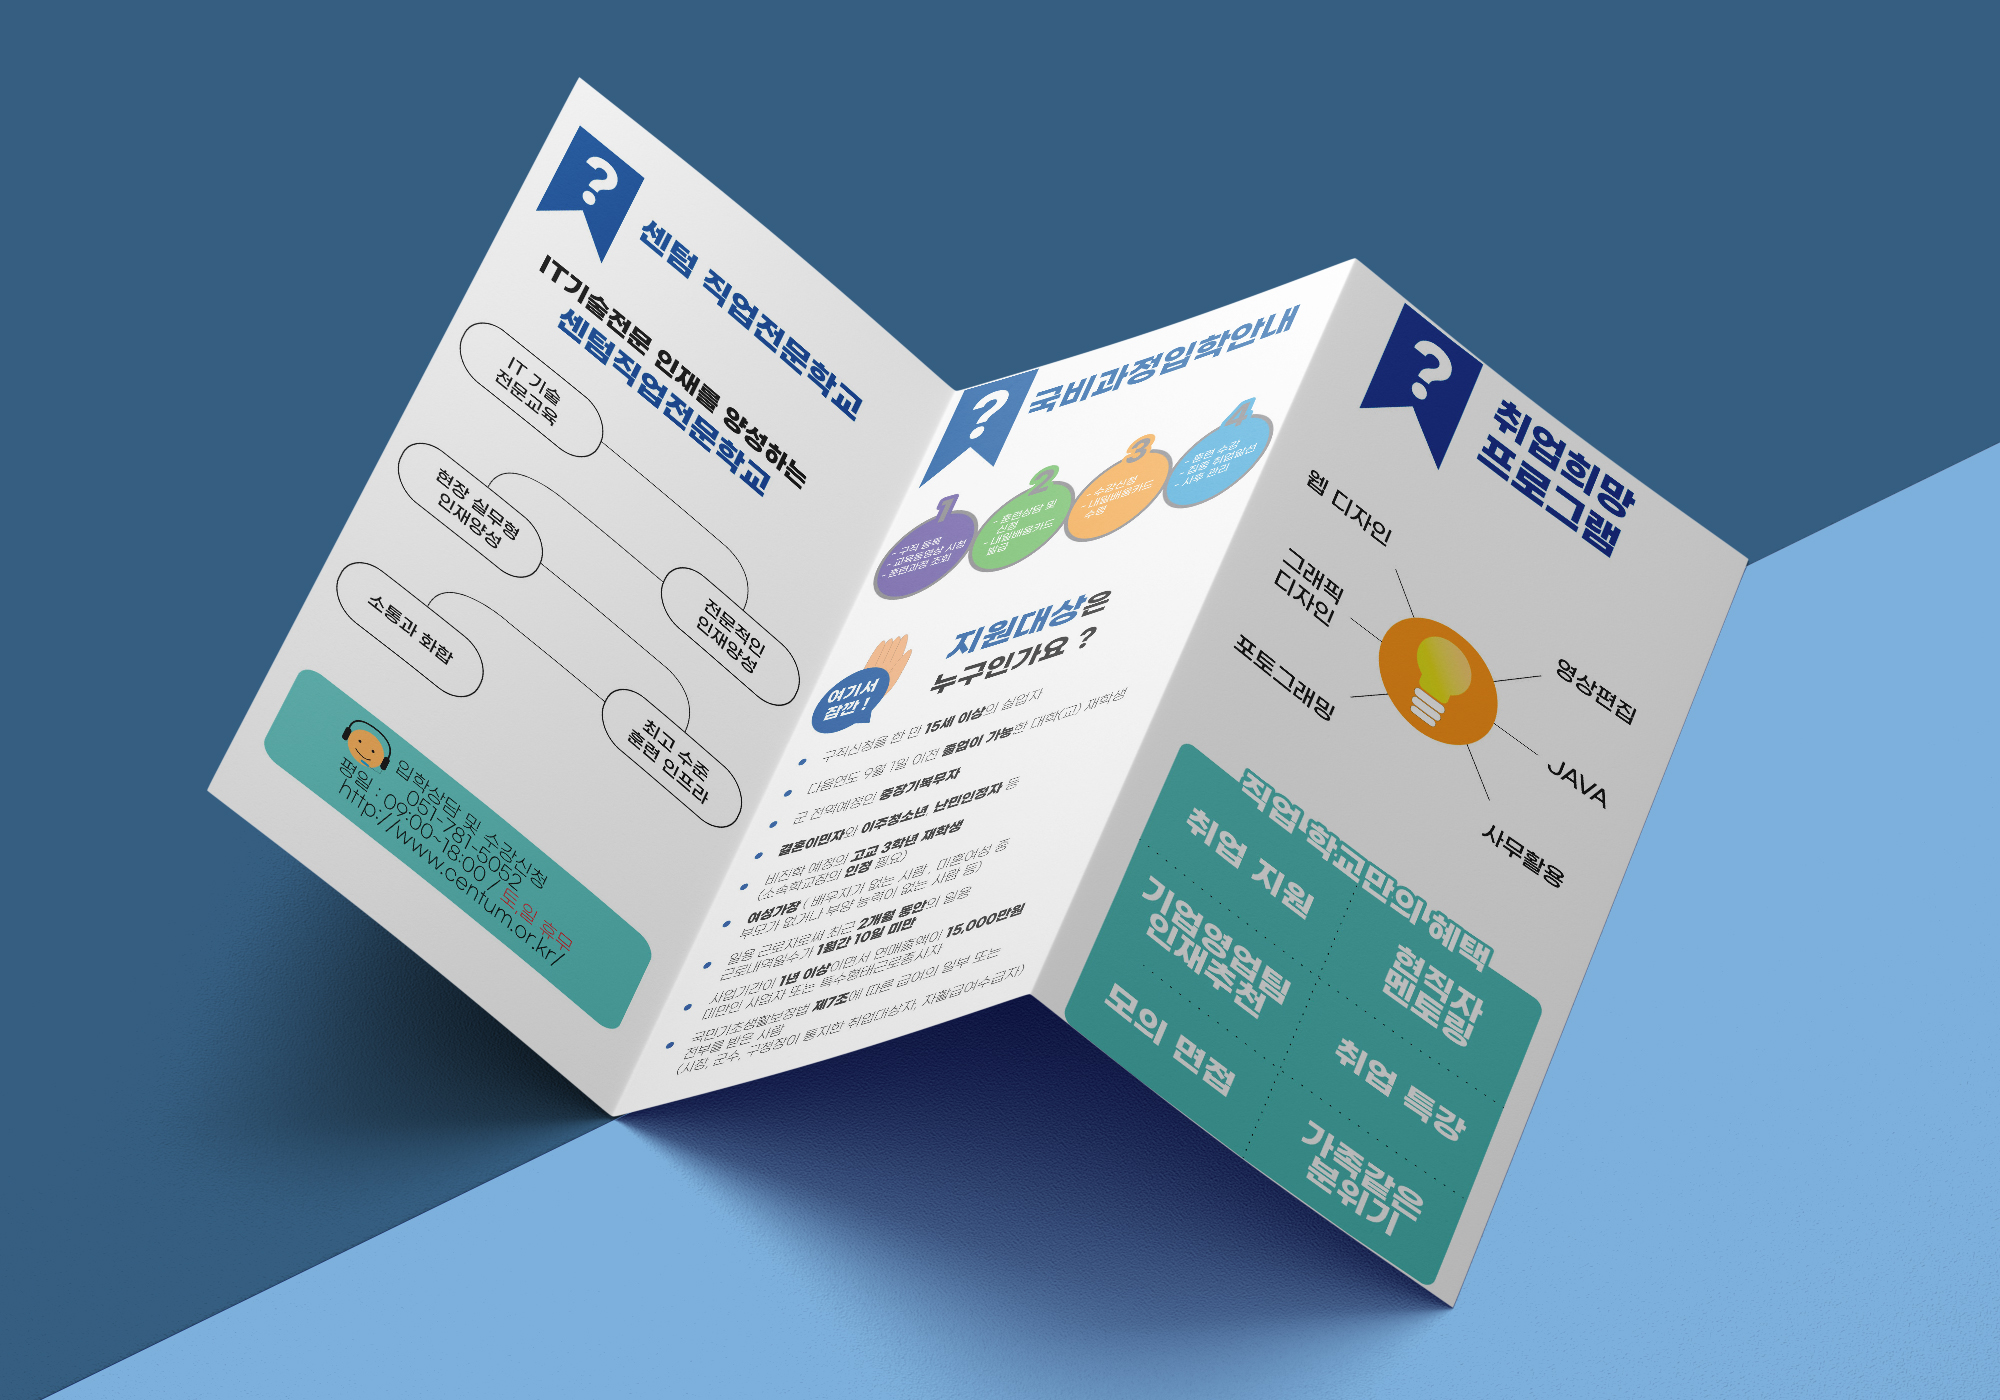 ?
센텀 직업전문학교
IT기술전문 인재를 양성하는
센텀직업전문학교
IT 기술
전문교육
현장 실무형
인재양성
소통과 화합
전문적인
인재양성
최고 수준
훈련 인프라
입학상담 및 수강신청
051-781-5052
평일 : 09:00~18:00 / 토,일 휴무
http://www.centum.or.kr/
?
국비과정입학안내
1
- 구직 등록
- 교육동영상 시청
- 훈련과정 조회
2
- 훈련상담 및
신청
- 내일배움카드
발급
3
- 수강신청
- 내일배움카드
수령
4
- 훈련 수강
- 집중 취업알선
- 사후 관리
여기서
잠깐 !
지원대상은
누구인가요 ?
구직신청을 한 만 15세 이상의 실업자
다음연도 9월 1일 이전 졸업이 가능한 대학(교) 재학생
군 전역예정인 중장기복무자
결혼이민자와 이주청소년, 난민인정자 등
비진학 예정의 고교 3학년 재학생
(소속학교장의 인정 필요)
여성가장 ( 배우자가 없는 사람 , 미혼여성 중
부모가 없거나 부양 능력이 없는 사람 등)
일용 근로자로써 최근 2개월 동안의 일용
근로내역일수가 1월간 10일 미만
사업기간이 1년 이상이면서 연매출액이 15,000만원
미만인 사업자 또는 특수형태근로종사자
국민기초생활보장법 제7조에 따른 급여의 일부 또는
전부를 받은 사람
(시장, 군수, 구청장이 통지한 취업대상자, 자활급여수급자)
?
취업희망
프로그램
웹 디자인
그래픽
디자인
포토그래밍
영상편집
JAVA
사무활용
직업 학교만의 혜택
취업 지원
기업영업팀
인재추천
모의 면접
현직자
멘토링
취업 특강
가족같은
분위기